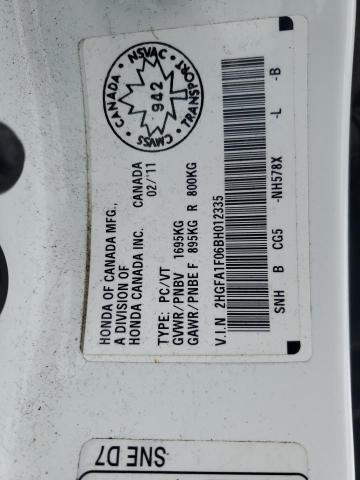 HONDA OF CANADA MFG.,
A DIVISION OF
HONDA CANADA INC. CANADA
02/'11
TYPE: PC/VT
GVWR/PNBV 1695KG
GAWR/PNBE F 895KG R 800KG
V.I.N 2HGFA1F06BH012335
SNH B CG5 -NH578X -L -B
CANADA NSVAC TRANSPORT CMVSS
942
SNE D7